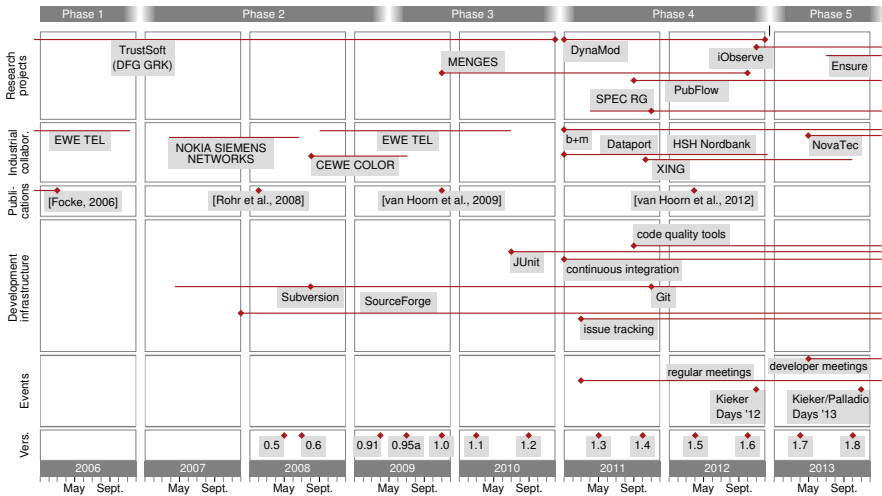 Phase 1 Phase 2 Phase 3 Phase 4 Phase 5
Research
projects
TrustSoft
(DFG GRK)
MENGES
DynaMod
iObserve
Ensure
PubFlow
SPEC RG
Industrial
collabor.
EWE TEL
NOKIA SIEMENS
NETWORKS
EWE TEL
CEWE COLOR
b+m
Dataport
HSH Nordbank
XING
NovaTec
Publi-
cations
[Focke, 2006]
[Rohr et al., 2008]
[van Hoorn et al., 2009]
[van Hoorn et al., 2012]
Development
infrastructure
code quality tools
JUnit
continuous integration
Subversion
SourceForge
Git
issue tracking
Events
regular meetings
developer meetings
Kieker
Days '12
Kieker/Palladio
Days '13
Vers.
0.5 0.6 0.91 0.95a 1.0 1.1 1.2 1.3 1.4 1.5 1.6 1.7 1.8
2006 2007 2008 2009 2010 2011 2012 2013
May Sept. May Sept. May Sept. May Sept. May Sept. May Sept. May Sept. May Sept.